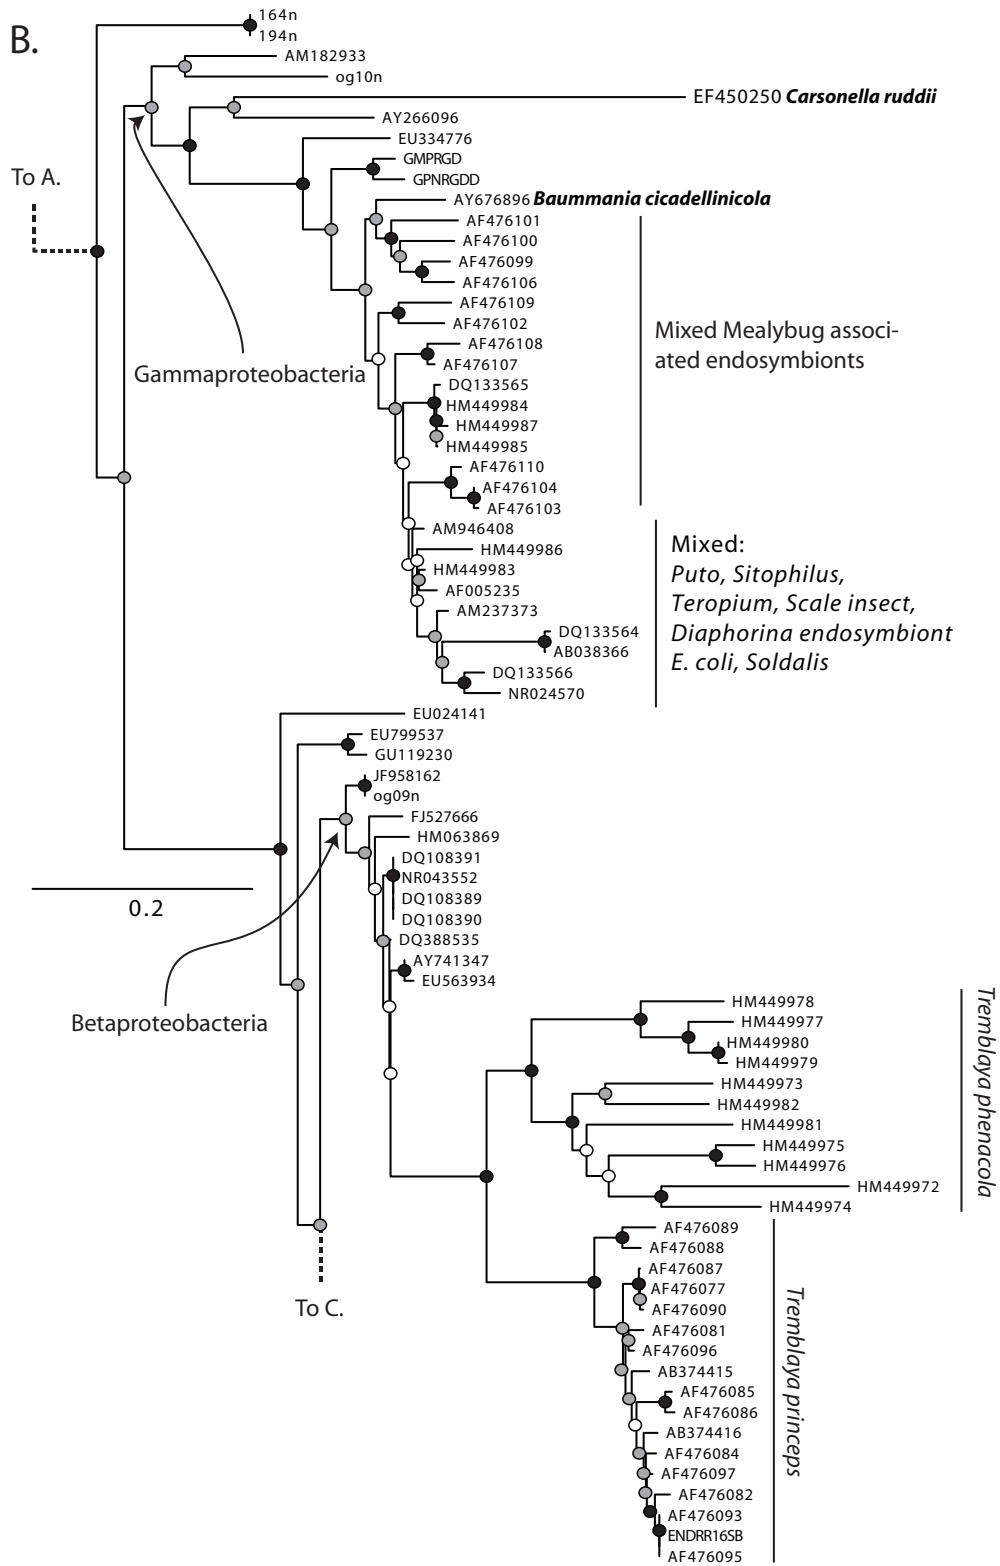 B.
164n
194n
AM182933
og10n
EF450250 Carsonella ruddii
AY266096
EU334776
GMPRGD
To A.
GPNRGDD
AY676896 Baummania cicadellinicola
AF476101
AF476100
AF476099
AF476106
AF476109
AF476102
Mixed Mealybug associ-
ated endosymbionts
AF476108
AF476107
Gammaproteobacteria
DQ133565
HM449984
HM449987
HM449985
AF476110
AF476104
AF476103
AM946408
HM449986
HM449983
AF005235
AM237373
DQ133564
AB038366
DQ133566
NR024570
Mixed:
Puto, Sitophilus,
Teropium, Scale insect,
Diaphorina endosymbiont
E. coli, Soldalis
EU024141
EU799537
GU119230
JF958162
og09n
FJ527666
HM063869
DQ108391
NR043552
DQ108389
0.2
DQ108390
DQ388535
AY741347
EU563934
Betaproteobacteria
HM449978
HM449977
HM449980
HM449979
HM449973
HM449982
HM449981
HM449975
HM449976
HM449972
HM449974
Tremblaya phenacola
AF476089
AF476088
AF476087
AF476077
To C.
AF476090
AF476081
AF476096
AB374415
AF476085
AF476086
AB374416
AF476084
AF476097
AF476082
AF476093
ENDRR16SB
AF476095
Tremblaya princeps